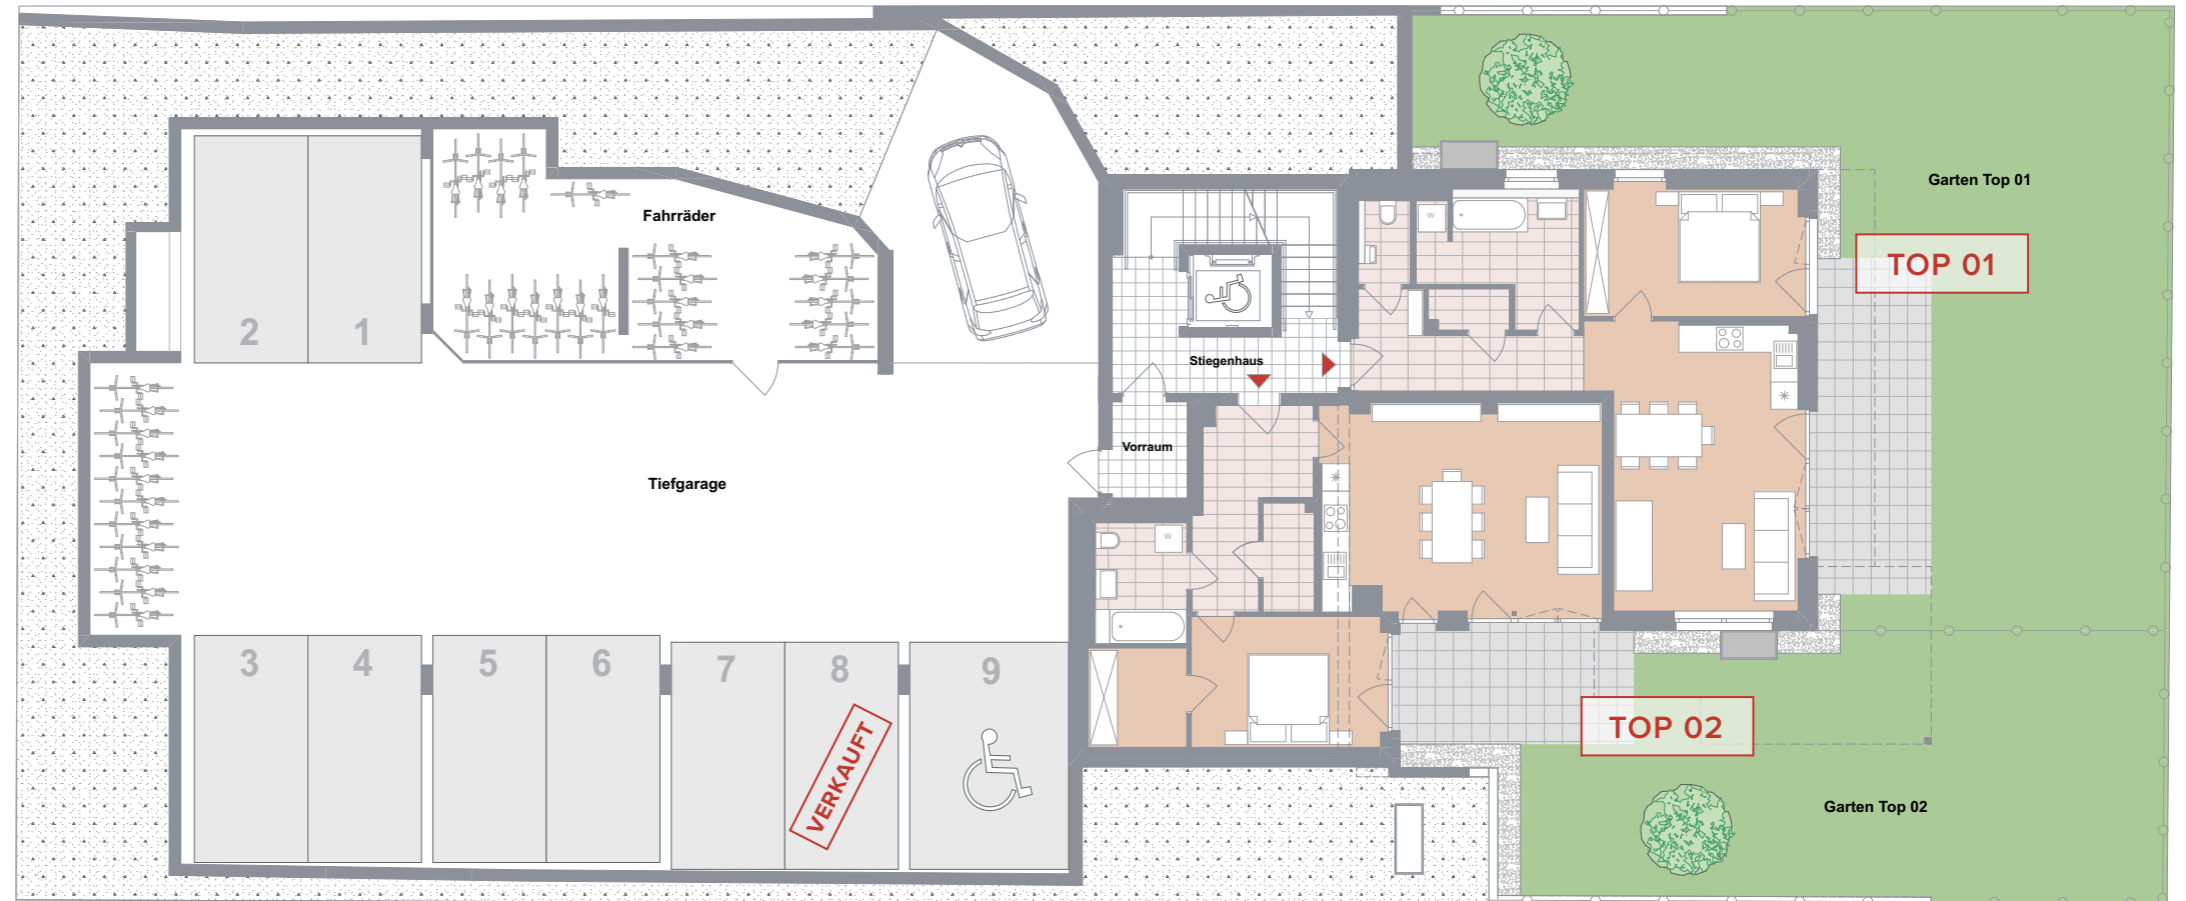 Garten Top 01
TOP 01
Fahrräder
W
2
1
Stiegenhaus
Vorraum
Tiefgarage
W
3
4
5
6
7
8
9
VERKAUFT
TOP 02
Garten Top 02